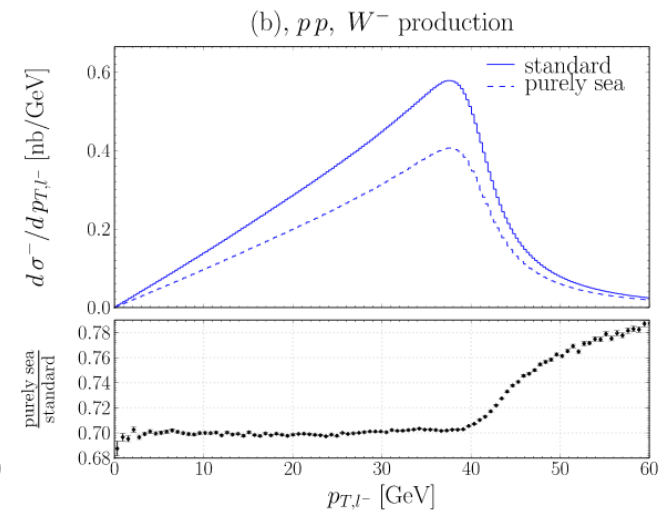 (b), p p, W⁻ production
dσ⁻/dp_{T,l⁻} [nb/GeV]
0.6
0.4
0.2
0.0
standard
purely sea
purely sea
standard
0.78
0.76
0.74
0.72
0.70
0.68
0 10 20 30 40 50 60
p_{T,l⁻} [GeV]
)